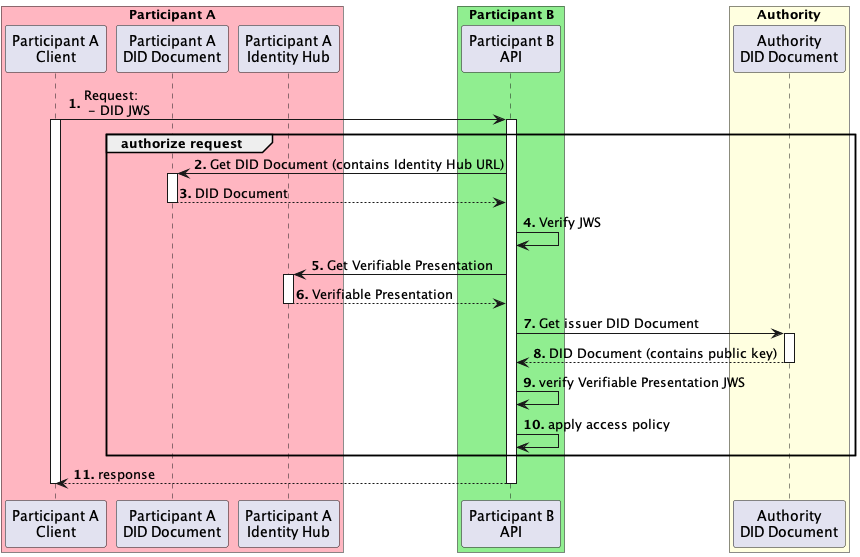 Participant A
Participant B
Authority
Participant A
Client
Participant A
DID Document
Participant A
Identity Hub
Participant B
API
Authority
DID Document
1. Request:
- DID JWS
authorize request
2. Get DID Document (contains Identity Hub URL)
3. DID Document
4. Verify JWS
5. Get Verifiable Presentation
6. Verifiable Presentation
7. Get issuer DID Document
8. DID Document (contains public key)
9. verify Verifiable Presentation JWS
10. apply access policy
11. response
Participant A
Client
Participant A
DID Document
Participant A
Identity Hub
Participant B
API
Authority
DID Document